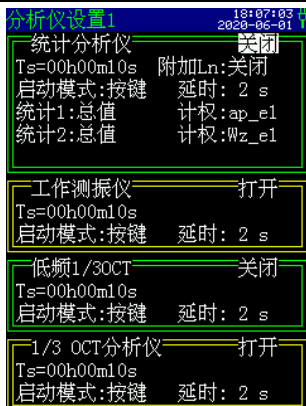 分析仪设置1 18:07:03
2020-06-01
统计分析仪 关闭
Ts=00h00m10s 附加Ln:关闭
启动模式:按键 延时: 2 s
统计1:总值 计权:ap_e1
统计2:总值 计权:Wz_e1
工作测振仪 打开
Ts=00h00m10s
启动模式:按键 延时: 2 s
低频1/3OCT 关闭
Ts=00h00m10s
启动模式:按键 延时: 2 s
1/3 OCT分析仪 打开
Ts=00h00m10s
启动模式:按键 延时: 2 s